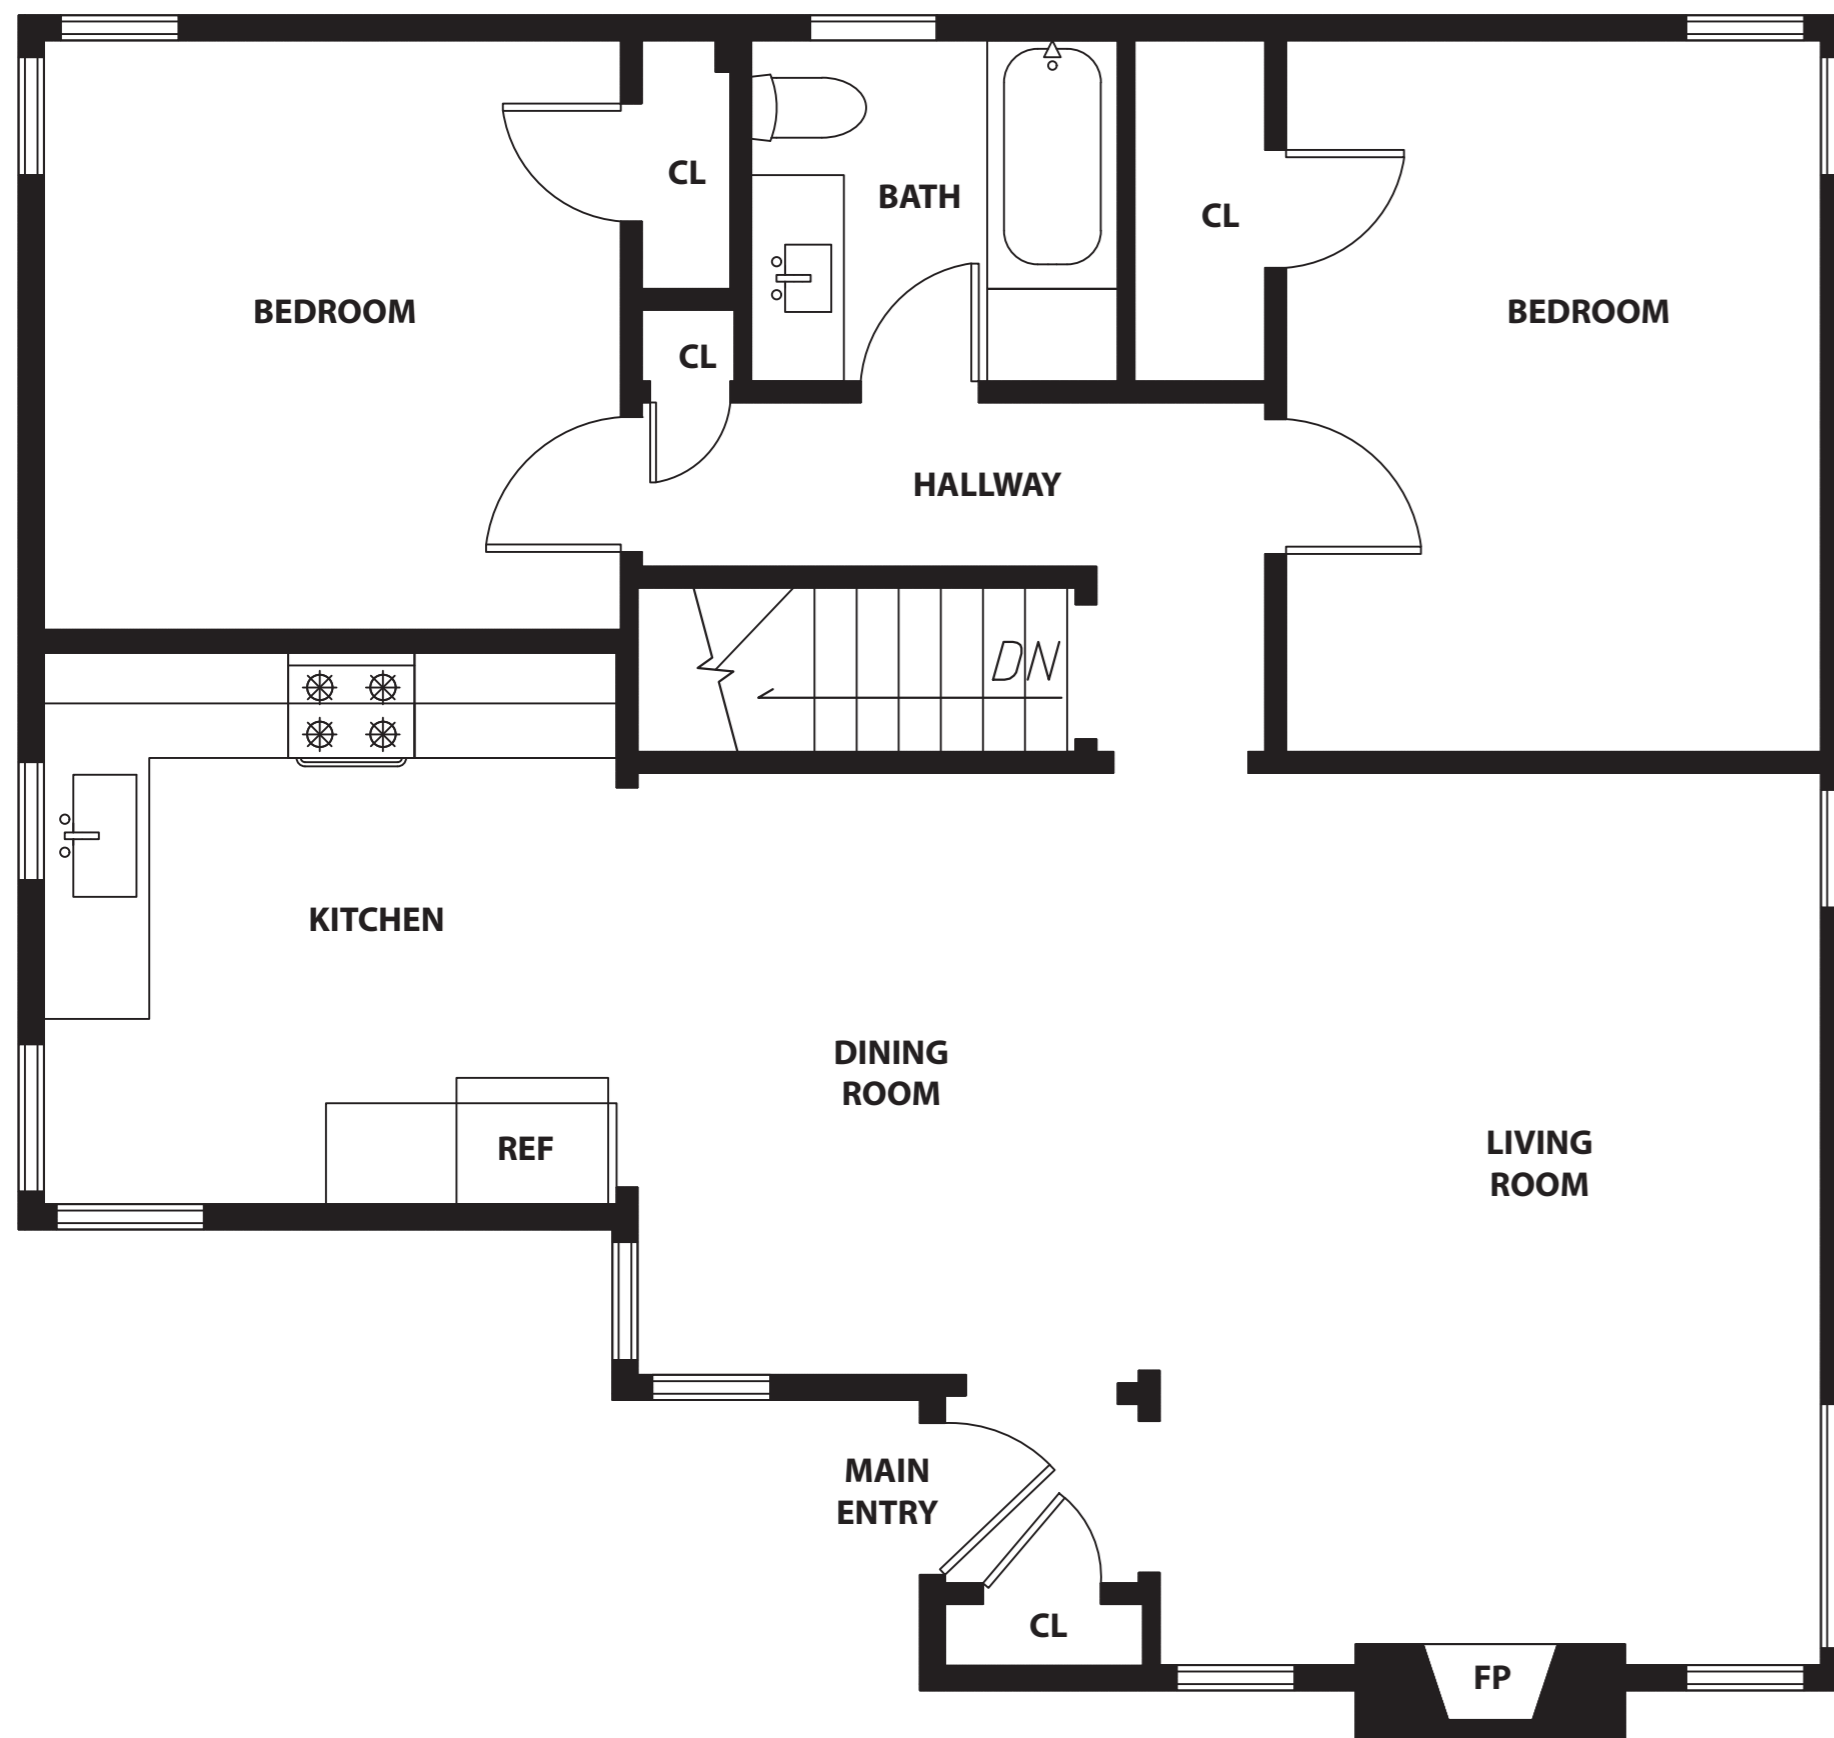 CL
BATH
CL
BEDROOM
BEDROOM
CL
HALLWAY
DN
KITCHEN
DINING
ROOM
LIVING
ROOM
REF
MAIN
ENTRY
CL
FP